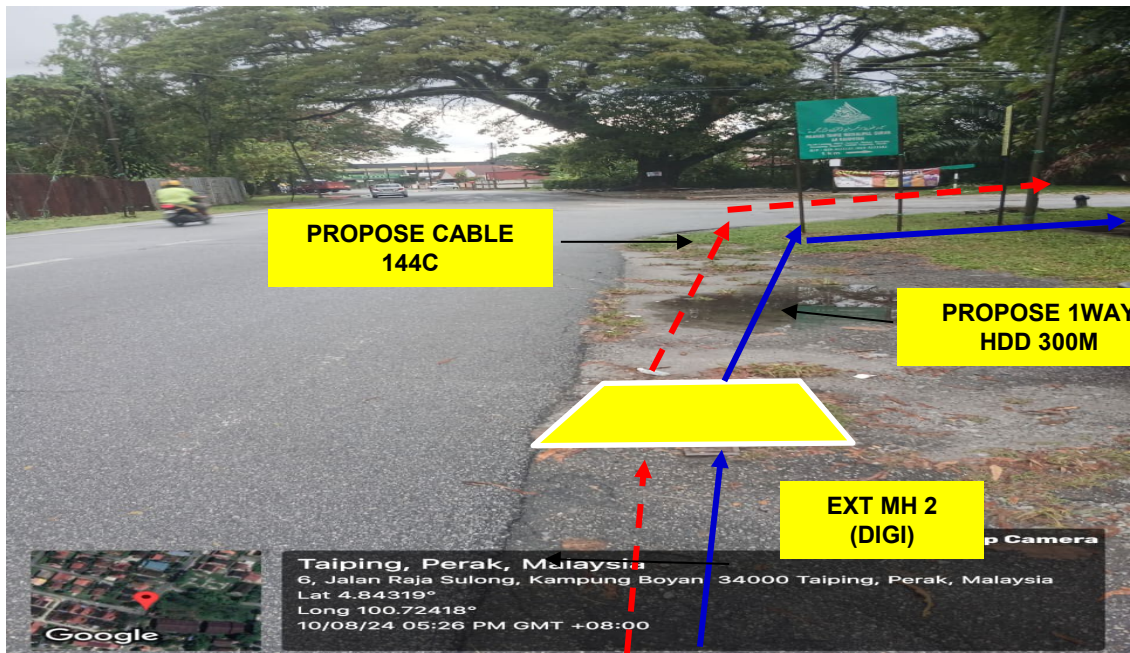 PROPOSE CABLE
144C
PROPOSE 1WAY
HDD 300M
EXT MH 2
(DIGI)
p Camera
Taiping, Perak, Malaysia
6, Jalan Raja Sulong, Kampung Boyan, 34000 Taiping, Perak, Malaysia
Lat 4.84319°
Long 100.72418°
10/08/24 05:26 PM GMT +08:00
Google